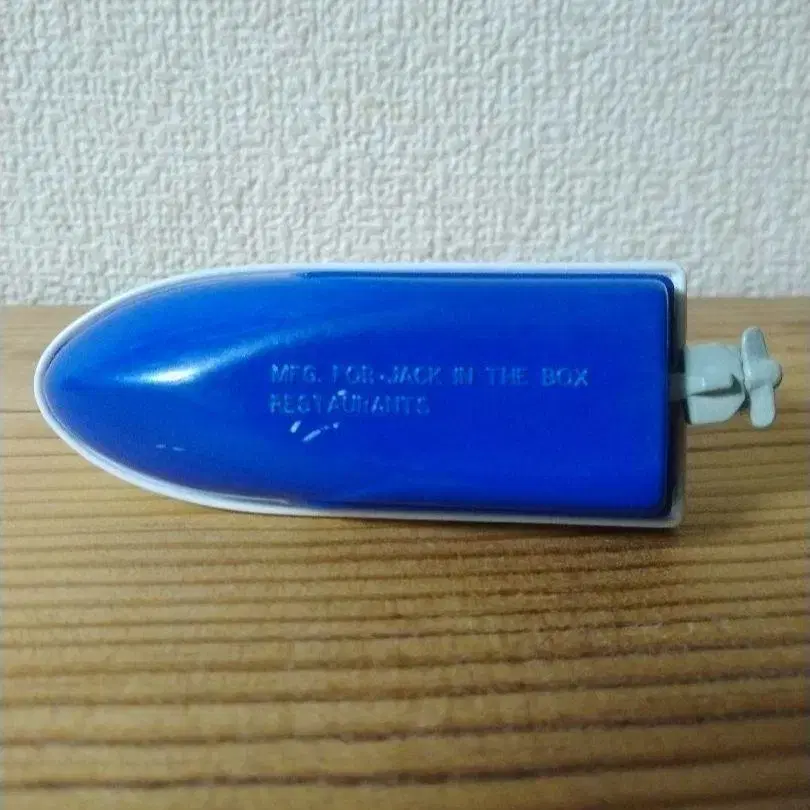 MFG. FOR·JACK IN THE BOX
RESTAURANTS